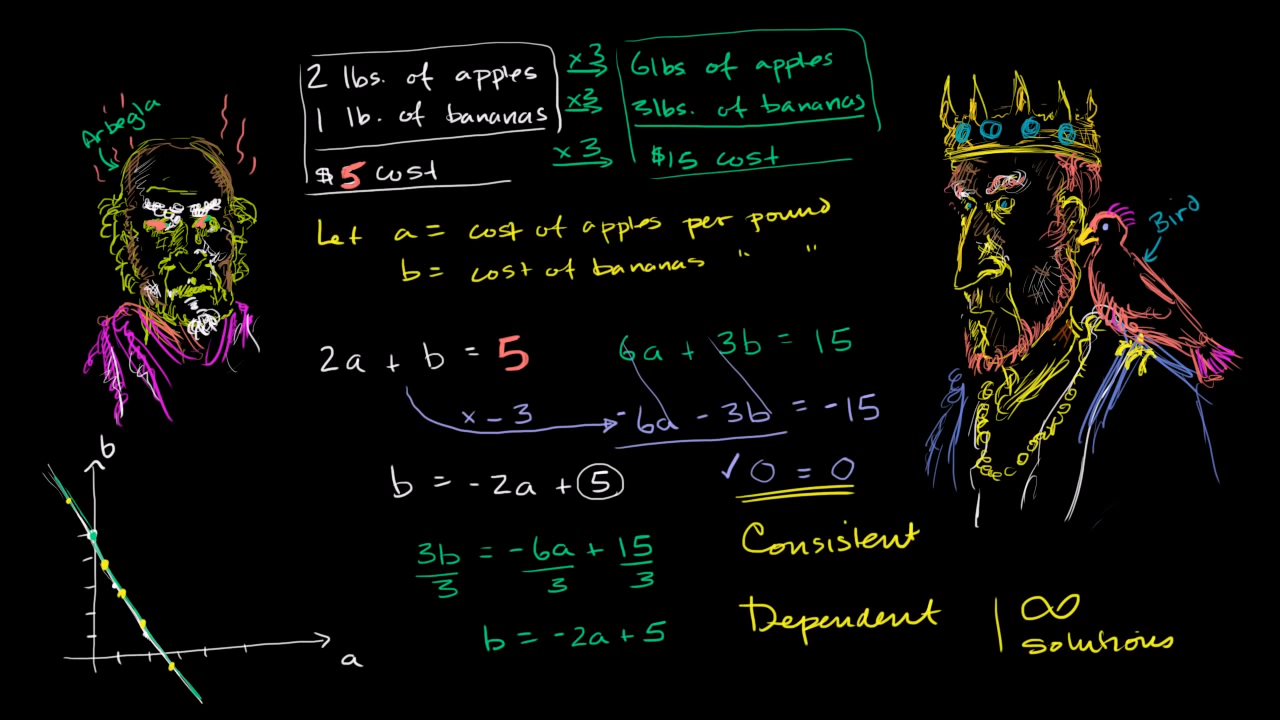 Arbegla
2 lbs. of apples
1 lb. of bananas
$5 cost
x3
x3
x3
6lbs of apples
3lbs. of bananas
$15 cost
Bird
Let a = cost of apples per pound
b = cost of bananas " "
2a + b = 5
6a + 3b = 15
x -3
-6a - 3b = -15
✓ 0 = 0
b = -2a + 5
3b/3 = -6a/3 + 15/3
b = -2a + 5
Consistent
Dependent | ∞
solutions
b
a